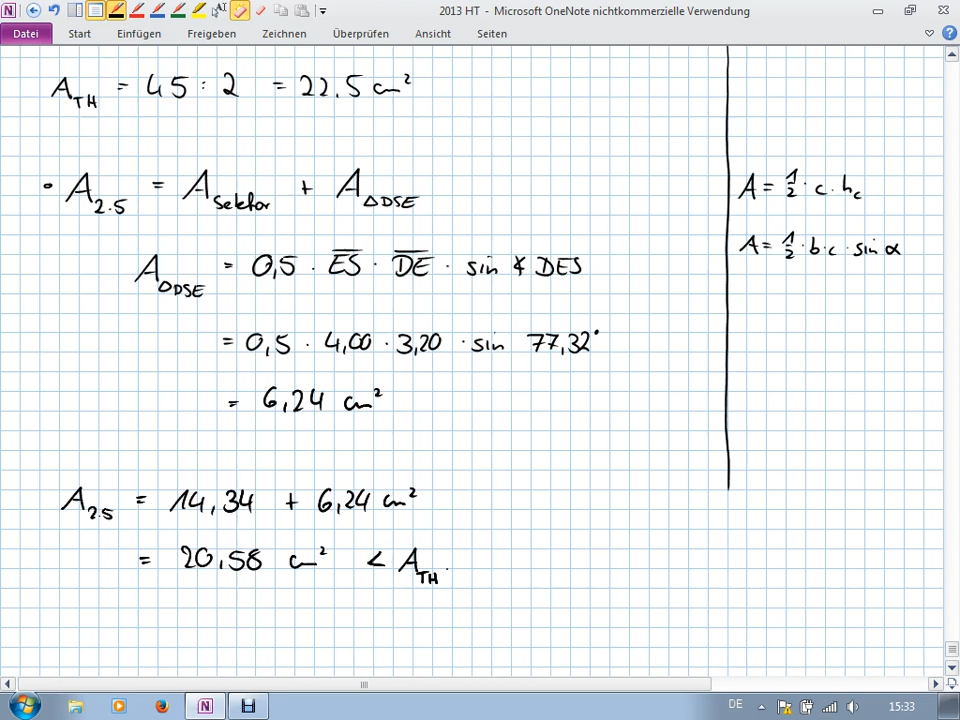 2013 HT - Microsoft OneNote nichtkommerzielle Verwendung
Datei Start Einfügen Freigeben Zeichnen Überprüfen Ansicht Seiten
A_TH = 45 : 2 = 22.5 cm²
• A_2.5 = A_Sektor + A_ΔDSE
A = ½ · c · h_c
A_ΔDSE = 0,5 · E̅S̅ · D̅E̅ · sin ∢ DES
A = ½ · b · c · sin α
= 0,5 · 4,00 · 3,20 · sin 77,32°
= 6,24 cm²
A_2.5 = 14,34 + 6,24 cm²
= 20,58 cm² < A_TH.
DE 15:33